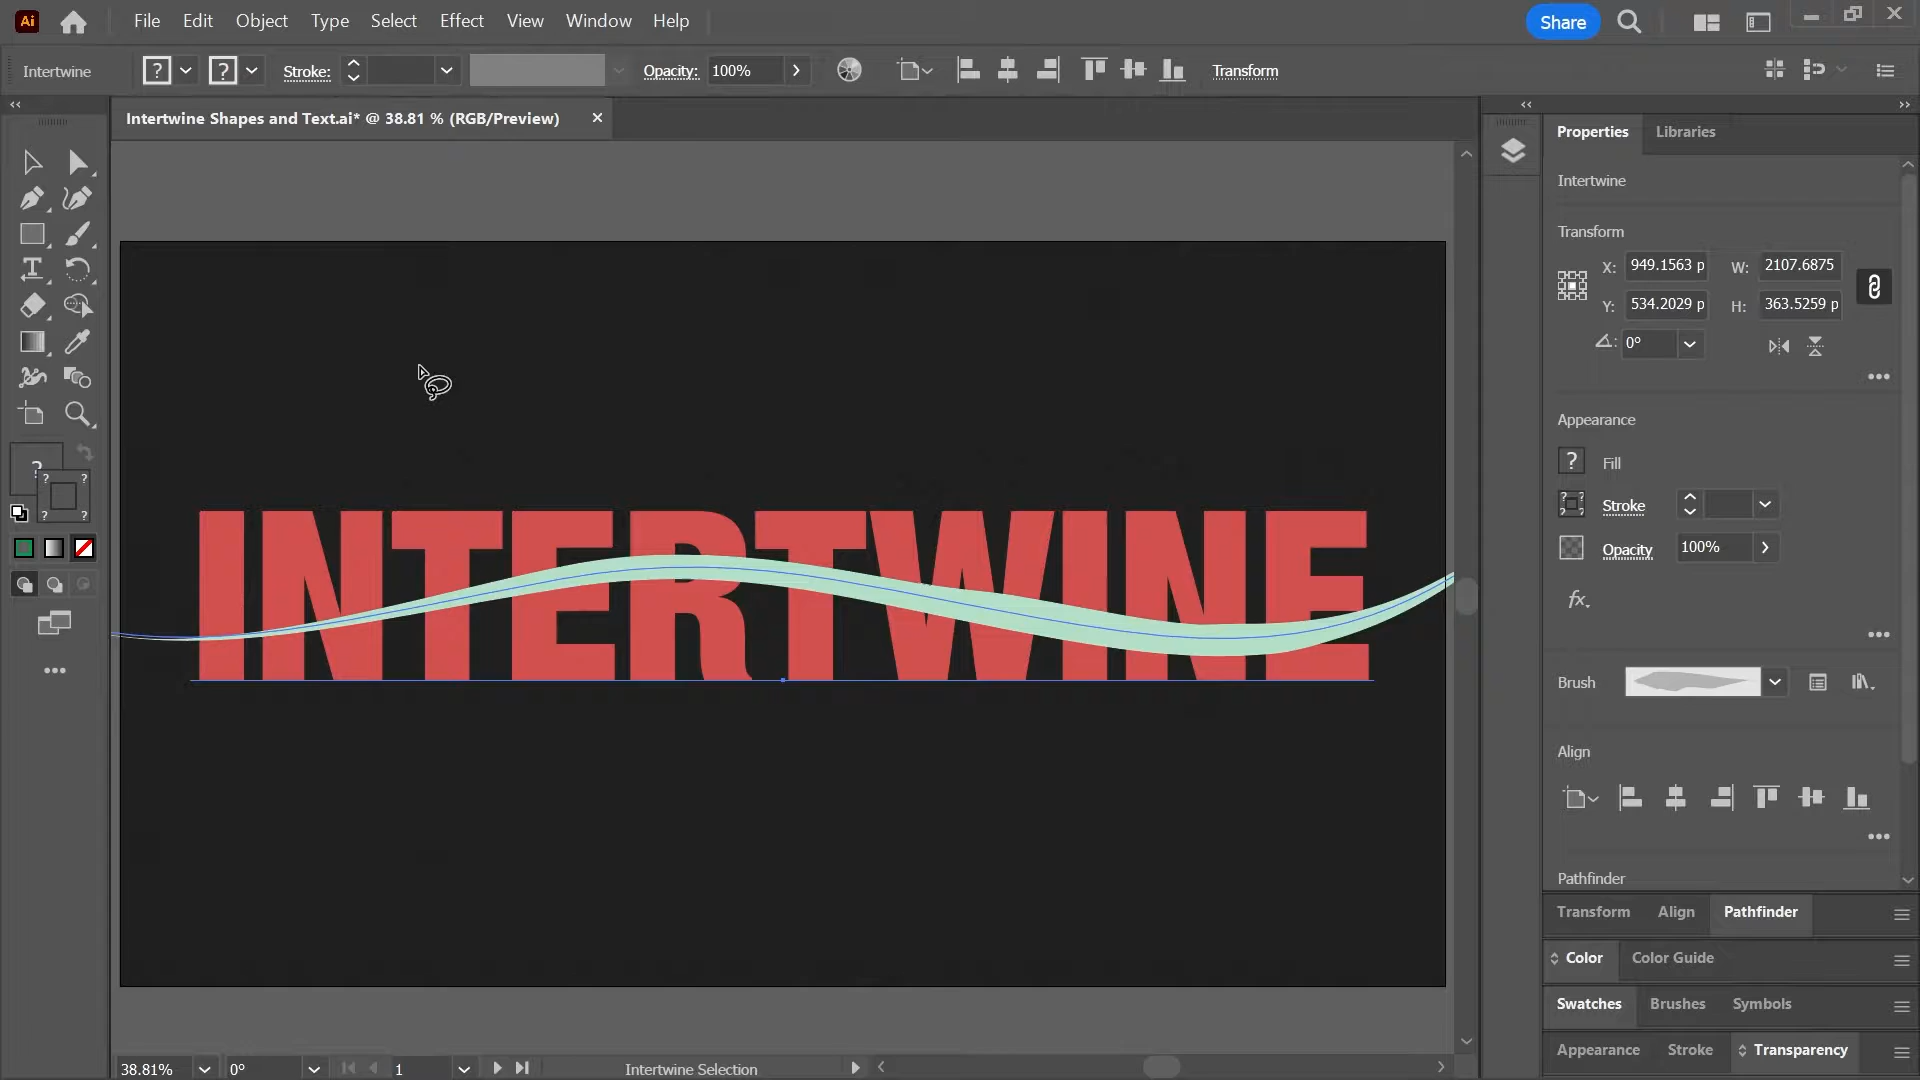 Ai File Edit Object Type Select Effect View Window Help Share
Intertwine ? ? Stroke: Opacity: 100% Transform
Intertwine Shapes and Text.ai* @ 38.81 % (RGB/Preview)
Properties Libraries
Intertwine
Transform
X: 949.1563 p W: 2107.6875
Y: 534.2029 p H: 363.5259 p
0°
Appearance
? Fill
Stroke
Opacity 100%
fx.
Brush
Align
Pathfinder
Transform Align Pathfinder
Color Color Guide
Swatches Brushes Symbols
Appearance Stroke Transparency
INTERTWINE
38.81% 0° 1 Intertwine Selection